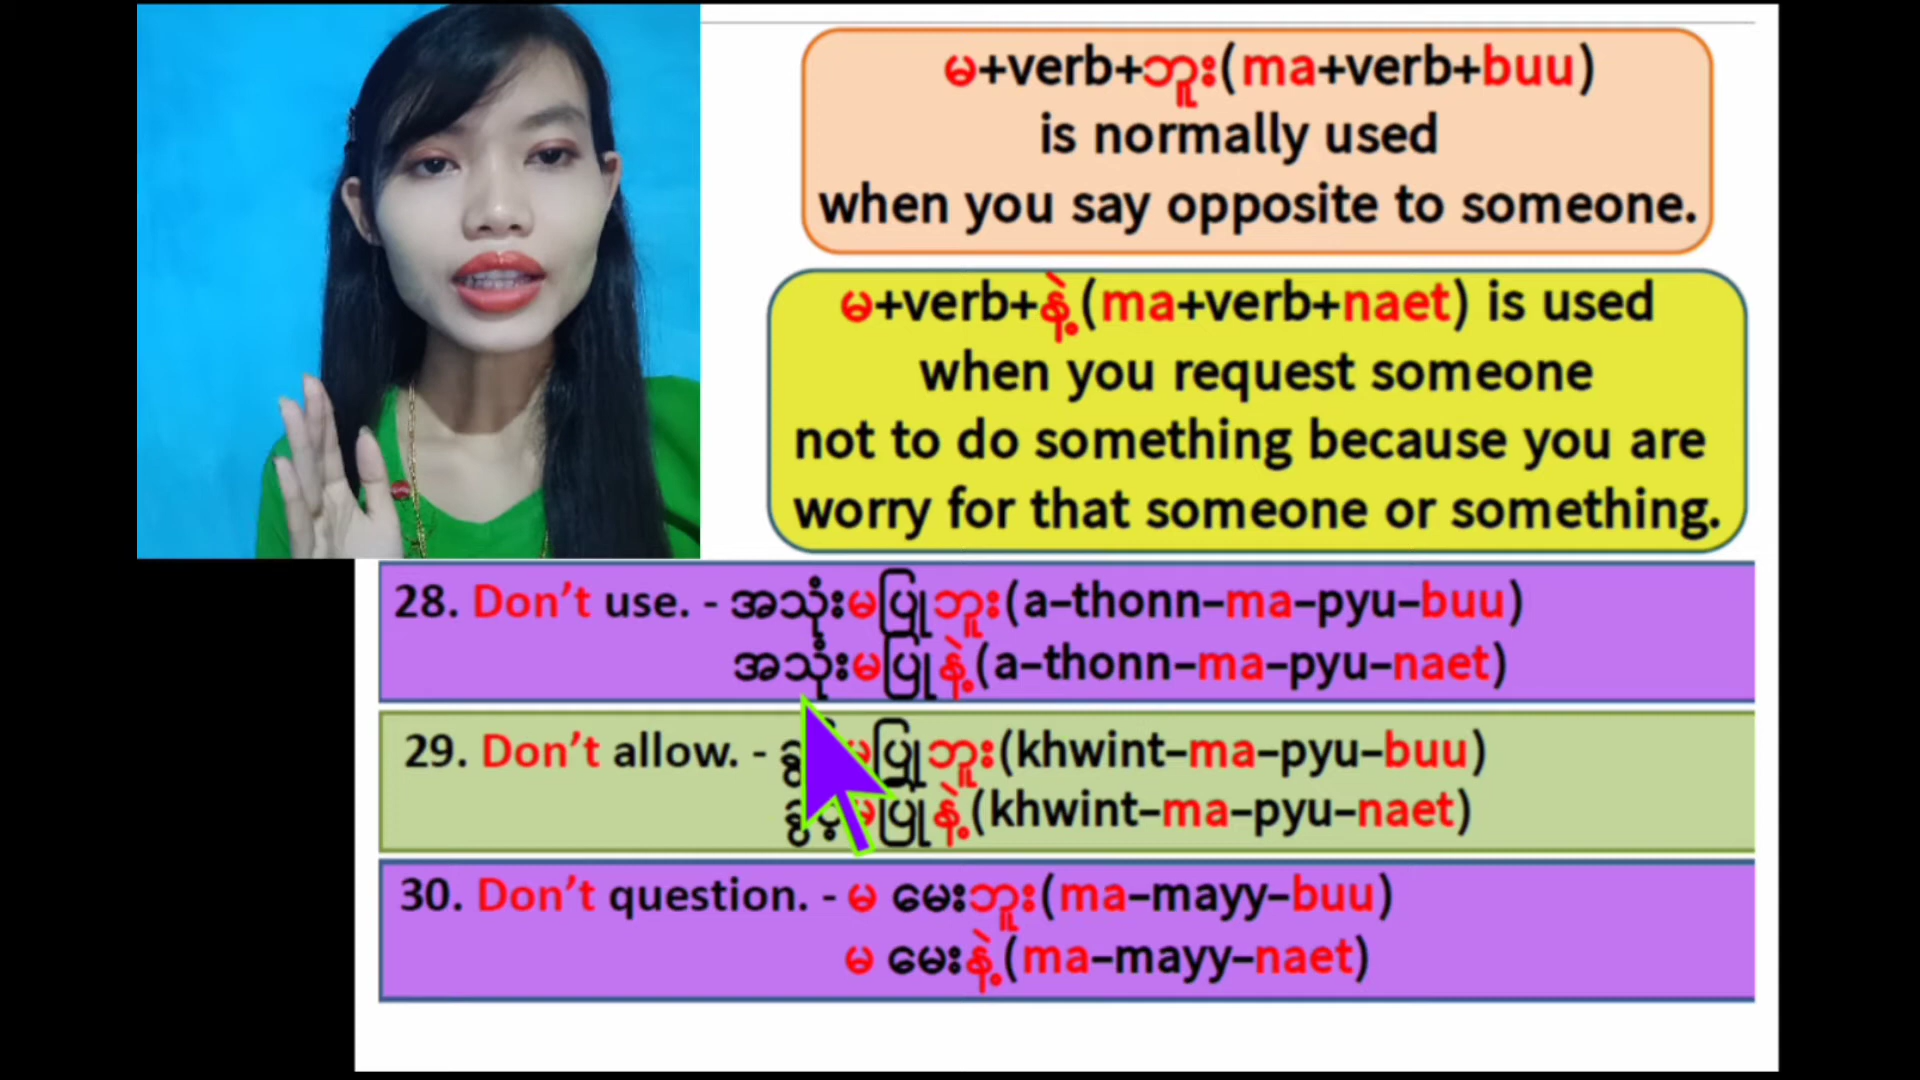 မ+verb+ဘူး(ma+verb+buu)
is normally used
when you say opposite to someone.
မ+verb+နဲ့(ma+verb+naet) is used
when you request someone
not to do something because you are
worry for that someone or something.
28. Don't use. - အသုံးမပြုဘူး(a-thonn-ma-pyu-buu)
အသုံးမပြုနဲ့(a-thonn-ma-pyu-naet)
29. Don't allow. - မပြုဘူး(khwint-ma-pyu-buu)
မပြုနဲ့(khwint-ma-pyu-naet)
30. Don't question. - မ မေးဘူး(ma-mayy-buu)
မ မေးနဲ့(ma-mayy-naet)